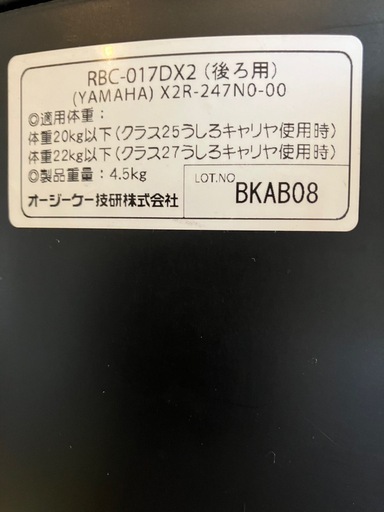 RBC-017DX2(後ろ用)
(YAMAHA) X2R-247N0-00
◎適用体重：
体重20kg以下(クラス25うしろキャリヤ使用時)
体重22kg以下(クラス27うしろキャリヤ使用時)
◎製品重量：4.5kg
オージーケー技研株式会社
LOT.NO
BKAB08